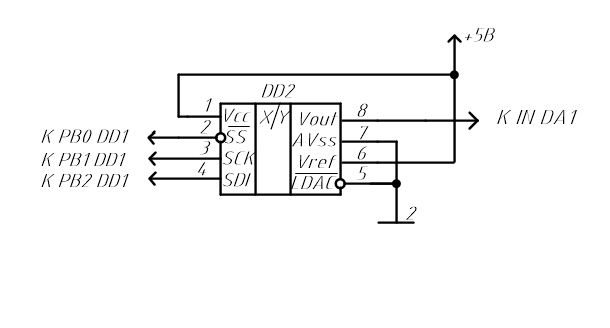 +5В
DD2
1 Vcc X/Y Vout 8 К IN DA1
К PB0 DD1 2 SS AVss 7
К PB1 DD1 3 SCK Vref 6
К PB2 DD1 4 SDI LDAC 5
2